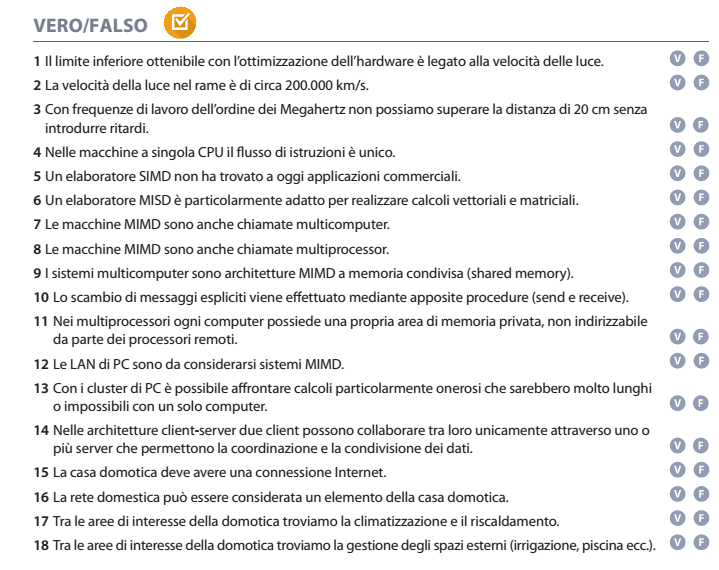 VERO/FALSO
1 Il limite inferiore ottenibile con l'ottimizzazione dell'hardware è legato alla velocità delle luce. V F
2 La velocità della luce nel rame è di circa 200.000 km/s. V F
3 Con frequenze di lavoro dell'ordine dei Megahertz non possiamo superare la distanza di 20 cm senza
introdurre ritardi. V F
4 Nelle macchine a singola CPU il flusso di istruzioni è unico. V F
5 Un elaboratore SIMD non ha trovato a oggi applicazioni commerciali. V F
6 Un elaboratore MISD è particolarmente adatto per realizzare calcoli vettoriali e matriciali. V F
7 Le macchine MIMD sono anche chiamate multicomputer. V F
8 Le macchine MIMD sono anche chiamate multiprocessor. V F
9 I sistemi multicomputer sono architetture MIMD a memoria condivisa (shared memory). V F
10 Lo scambio di messaggi espliciti viene effettuato mediante apposite procedure (send e receive). V F
11 Nei multiprocessori ogni computer possiede una propria area di memoria privata, non indirizzabile
da parte dei processori remoti. V F
12 Le LAN di PC sono da considerarsi sistemi MIMD. V F
13 Con i cluster di PC è possibile affrontare calcoli particolarmente onerosi che sarebbero molto lunghi
o impossibili con un solo computer. V F
14 Nelle architetture client-server due client possono collaborare tra loro unicamente attraverso uno o
più server che permettono la coordinazione e la condivisione dei dati. V F
15 La casa domotica deve avere una connessione Internet. V F
16 La rete domestica può essere considerata un elemento della casa domotica. V F
17 Tra le aree di interesse della domotica troviamo la climatizzazione e il riscaldamento. V F
18 Tra le aree di interesse della domotica troviamo la gestione degli spazi esterni (irrigazione, piscina ecc.). V F